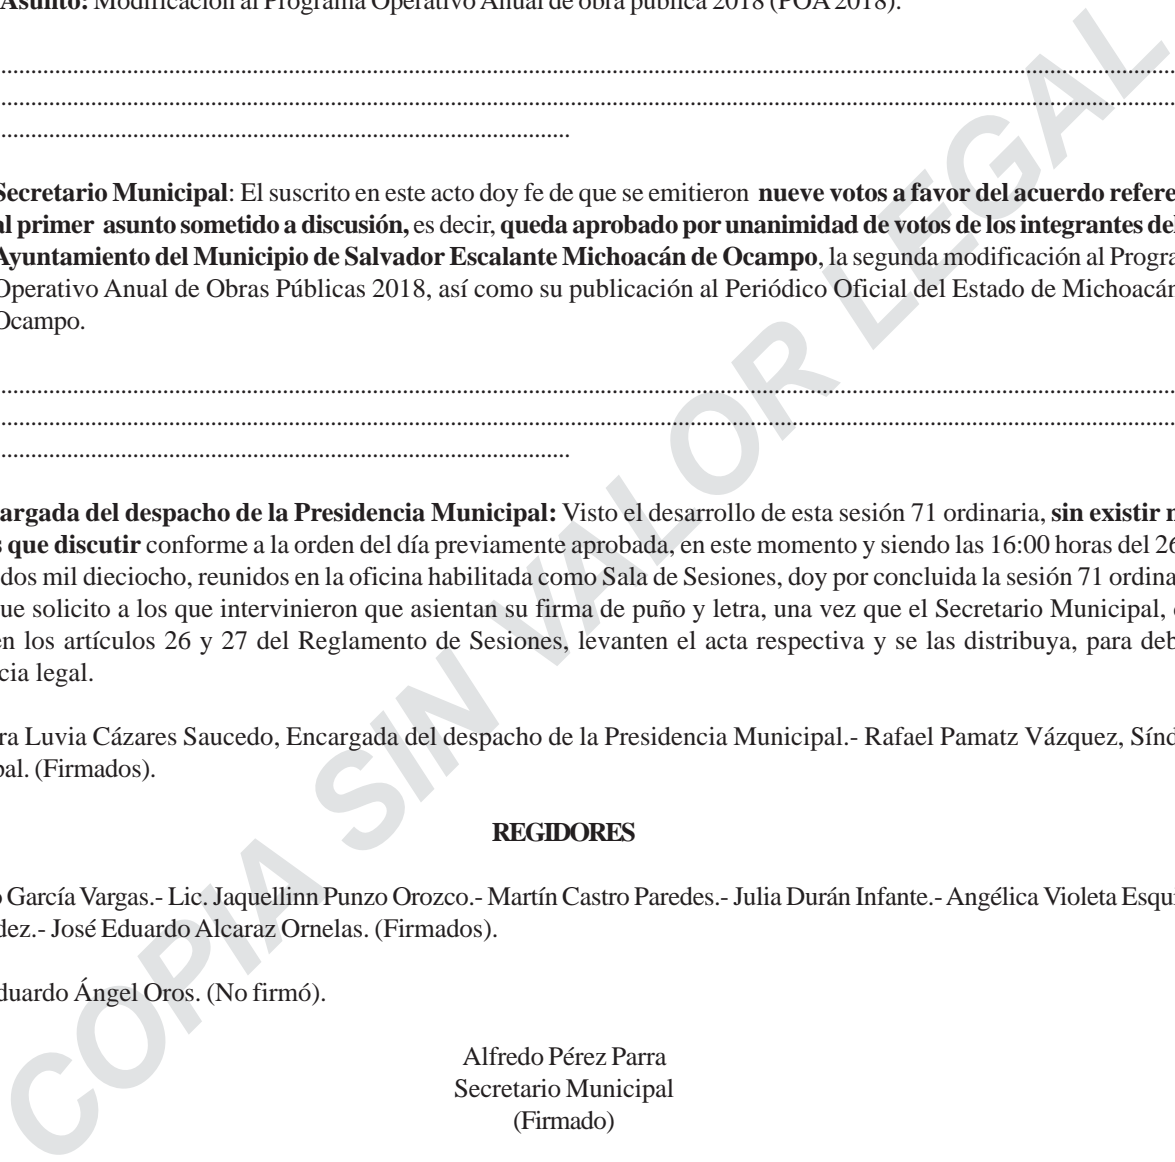 Asunto: Modificación al Programa Operativo Anual de obra pública 2018 (POA 2018).
Secretario Municipal: El suscrito en este acto doy fe de que se emitieron nueve votos a favor del acuerdo refere
al primer asunto sometido a discusión, es decir, queda aprobado por unanimidad de votos de los integrantes de
Ayuntamiento del Municipio de Salvador Escalante Michoacán de Ocampo, la segunda modificación al Progra
Operativo Anual de Obras Públicas 2018, así como su publicación al Periódico Oficial del Estado de Michoacán
Ocampo.
argada del despacho de la Presidencia Municipal: Visto el desarrollo de esta sesión 71 ordinaria, sin existir
s que discutir conforme a la orden del día previamente aprobada, en este momento y siendo las 16:00 horas del 26
dos mil dieciocho, reunidos en la oficina habilitada como Sala de Sesiones, doy por concluida la sesión 71 ordina
ue solicito a los que intervinieron que asientan su firma de puño y letra, una vez que el Secretario Municipal,
en los artículos 26 y 27 del Reglamento de Sesiones, levanten el acta respectiva y se las distribuya, para deb
cia legal.
ra Luvia Cázares Saucedo, Encargada del despacho de la Presidencia Municipal.- Rafael Pamatz Vázquez, Sínd
pal. (Firmados).
REGIDORES
o García Vargas.- Lic. Jaquellinn Punzo Orozco.- Martín Castro Paredes.- Julia Durán Infante.- Angélica Violeta Esqu
dez.- José Eduardo Alcaraz Ornelas. (Firmados).
duardo Ángel Oros. (No firmó).
Alfredo Pérez Parra
Secretario Municipal
(Firmado)
COPIA SIN VALOR LEGAL